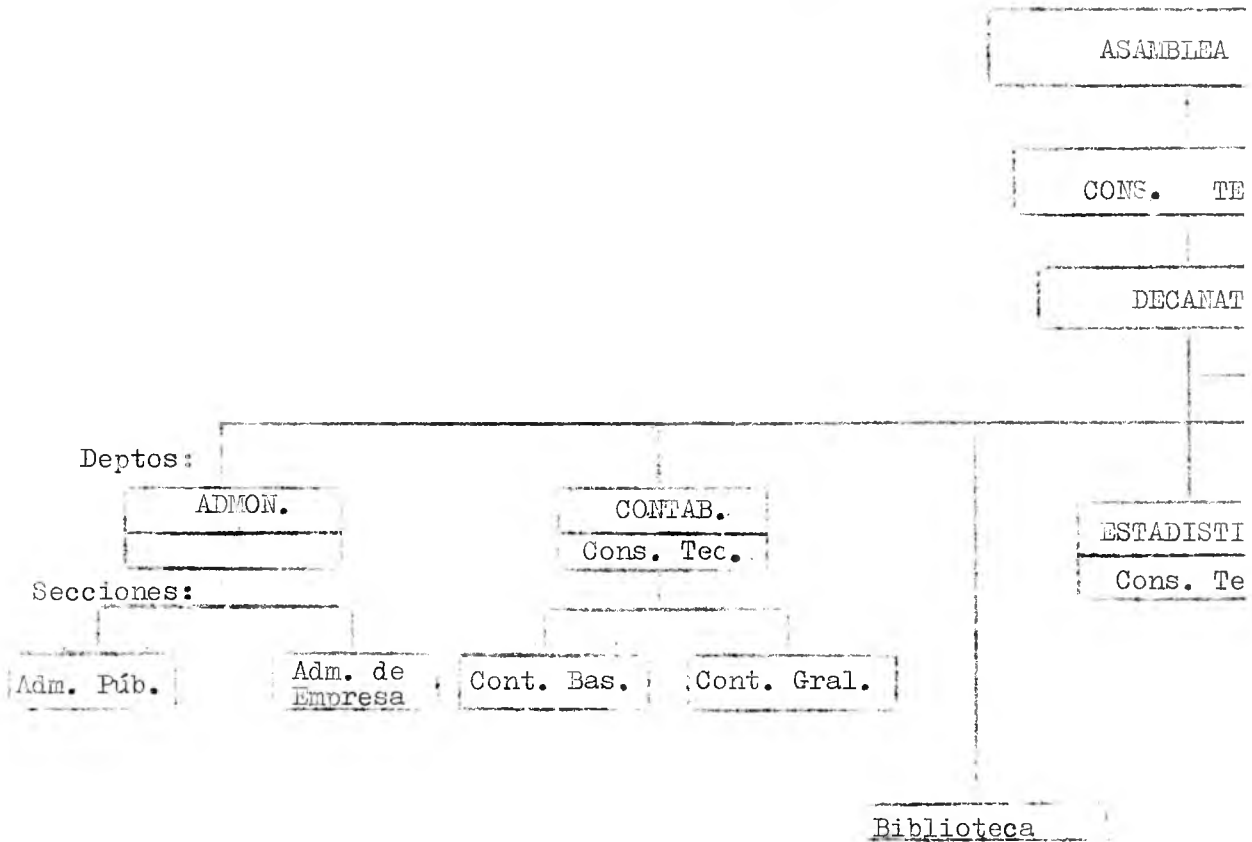 ASAMBLEA
CONS. TE
DECANAT
Deptos:
ADMON.
CONTAB.
Cons. Tec.
ESTADISTI
Cons. Te
Secciones:
Adm. Púb.
Adm. de
Empresa
Cont. Bas.
Cont. Gral.
Biblioteca